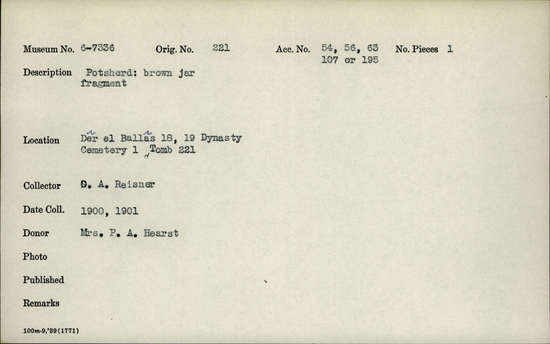 Museum No. 6-7336 Orig. No. 221 Acc. No. 54, 56, 63 No. Pieces 1
107 or 195
Description Potsherd: brown jar
fragment
Location Der el Ballas 18, 19 Dynasty
Cemetery 1, Tomb 221
Collector G. A. Reisner
Date Coll. 1900, 1901
Donor Mrs. P. A. Hearst
Photo
Published
Remarks
100m-9,'39(1771)